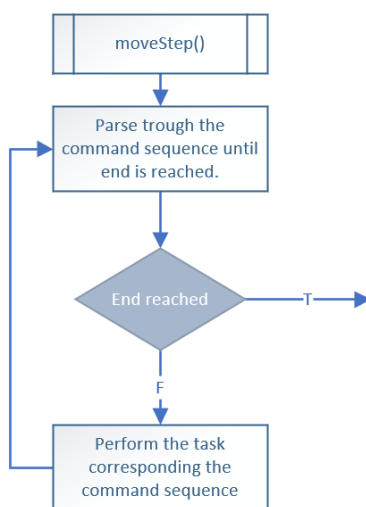 moveStep()
Parse trough the
command sequence until
end is reached.
End reached
T
F
Perform the task
corresponding the
command sequence